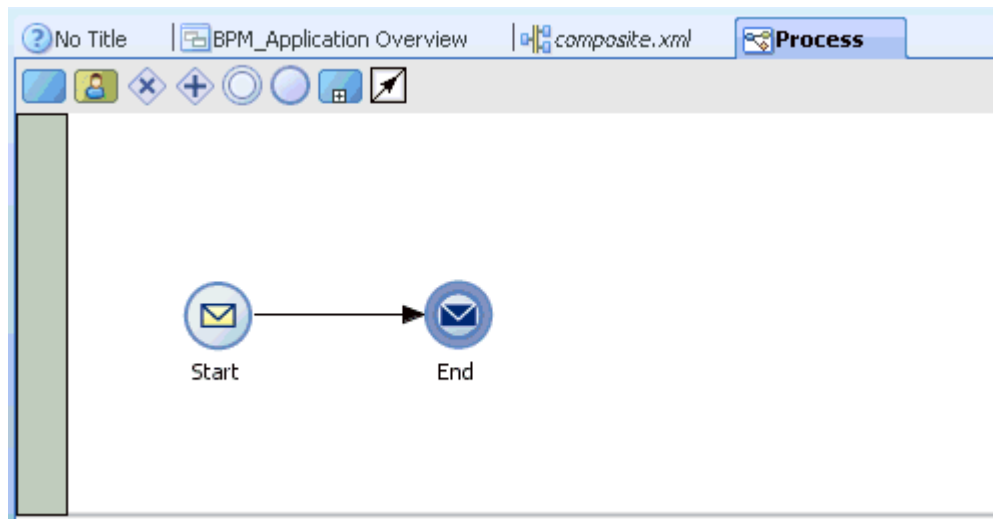 No Title
BPM_Application Overview
composite.xml
Process
Start
End